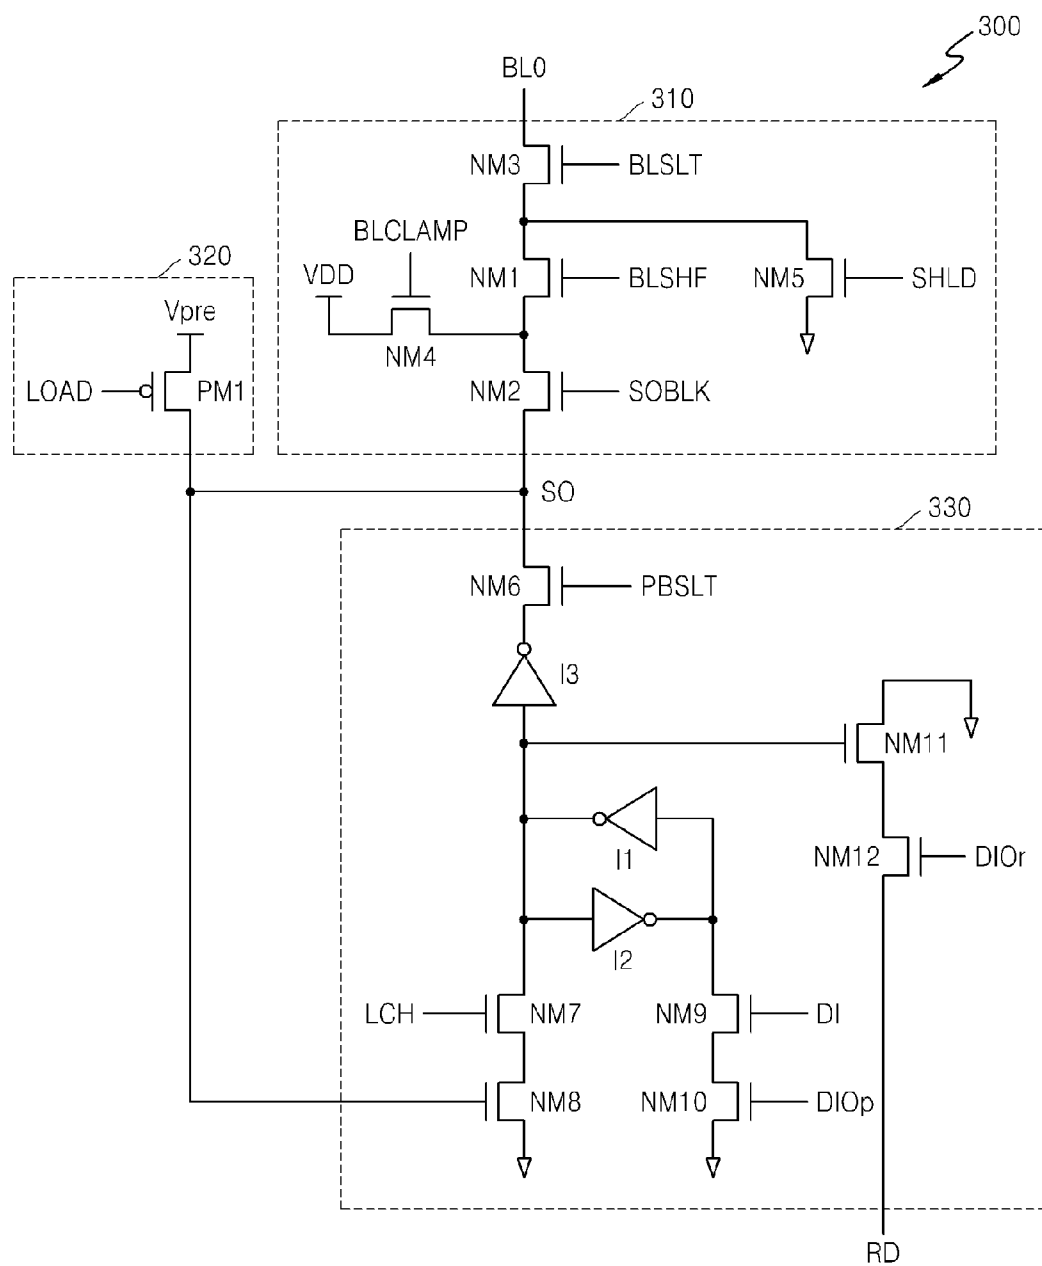 300
BL0
310
NM3
BLSLT
BLCLAMP
320
VDD
NM1
BLSHF
NM5
SHLD
Vpre
NM4
LOAD
PM1
NM2
SOBLK
SO
330
NM6
PBSLT
I3
NM11
I1
NM12
DIOr
I2
LCH
NM7
NM9
DI
NM8
NM10
DIOp
RD